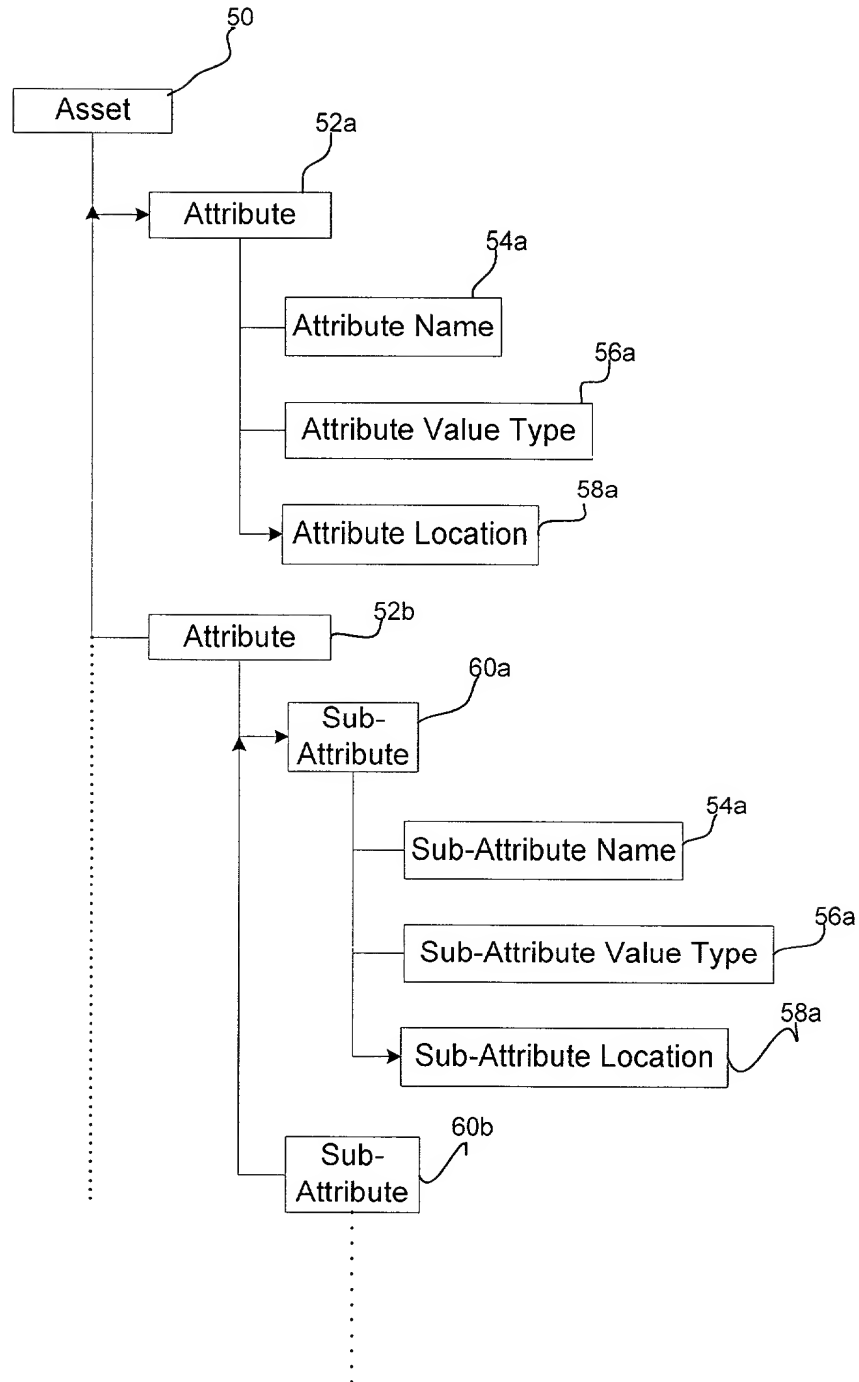 50
Asset
52a
Attribute
54a
Attribute Name
56a
Attribute Value Type
58a
Attribute Location
52b
Attribute
60a
Sub-
Attribute
54a
Sub-Attribute Name
56a
Sub-Attribute Value Type
58a
Sub-Attribute Location
60b
Sub-
Attribute